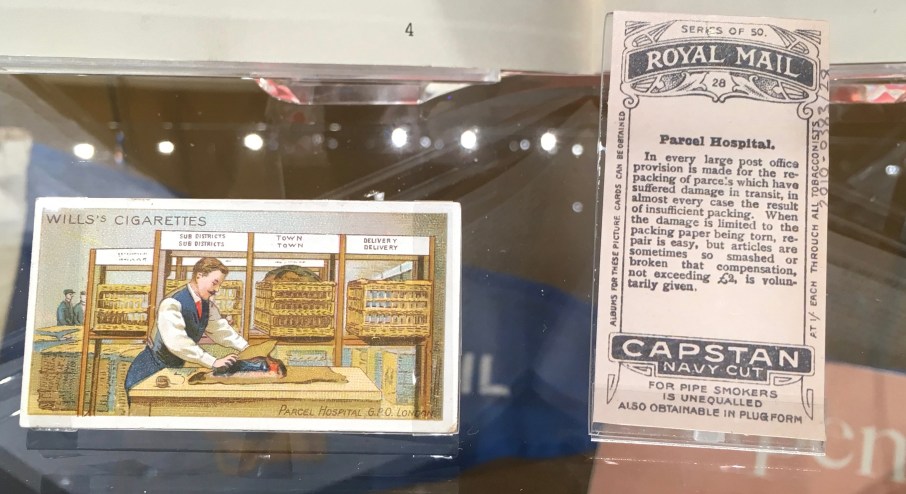 4
WILLS'S CIGARETTES
SUB DISTRICTS
SUB DISTRICTS
TOWN
TOWN
DELIVERY
DELIVERY
PARCEL HOSPITAL, G.P.O. LONDON
SERIES OF 50.
ROYAL MAIL
28
Parcel Hospital.
In every large post office
provision is made for the re-
packing of parcels which have
suffered damage in transit, in
almost every case the result
of insufficient packing. When
the damage is limited to the
packing paper being torn, re-
pair is easy, but articles are
sometimes so smashed or
broken that compensation,
not exceeding £2, is volun-
tarily given.
ALBUMS FOR THESE PICTURE CARDS CAN BE OBTAINED
AT 1/- EACH THROUGH ALL TOBACCONISTS
CAPSTAN
NAVY CUT
FOR PIPE SMOKERS
IS UNEQUALLED
ALSO OBTAINABLE IN PLUG FORM
IL
pen